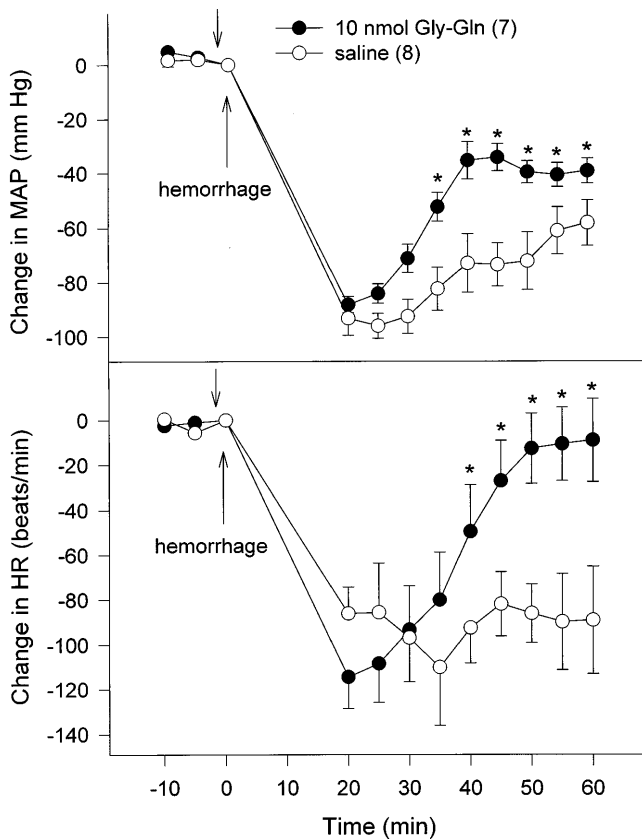 10 nmol Gly-Gln (7)
saline (8)
Change in MAP (mm Hg)
0
-20
-40
-60
-80
-100
hemorrhage
* * * * * *
Change in HR (beats/min)
0
-20
-40
-60
-80
-100
-120
-140
hemorrhage
* * * * *
-10 0 10 20 30 40 50 60
Time (min)